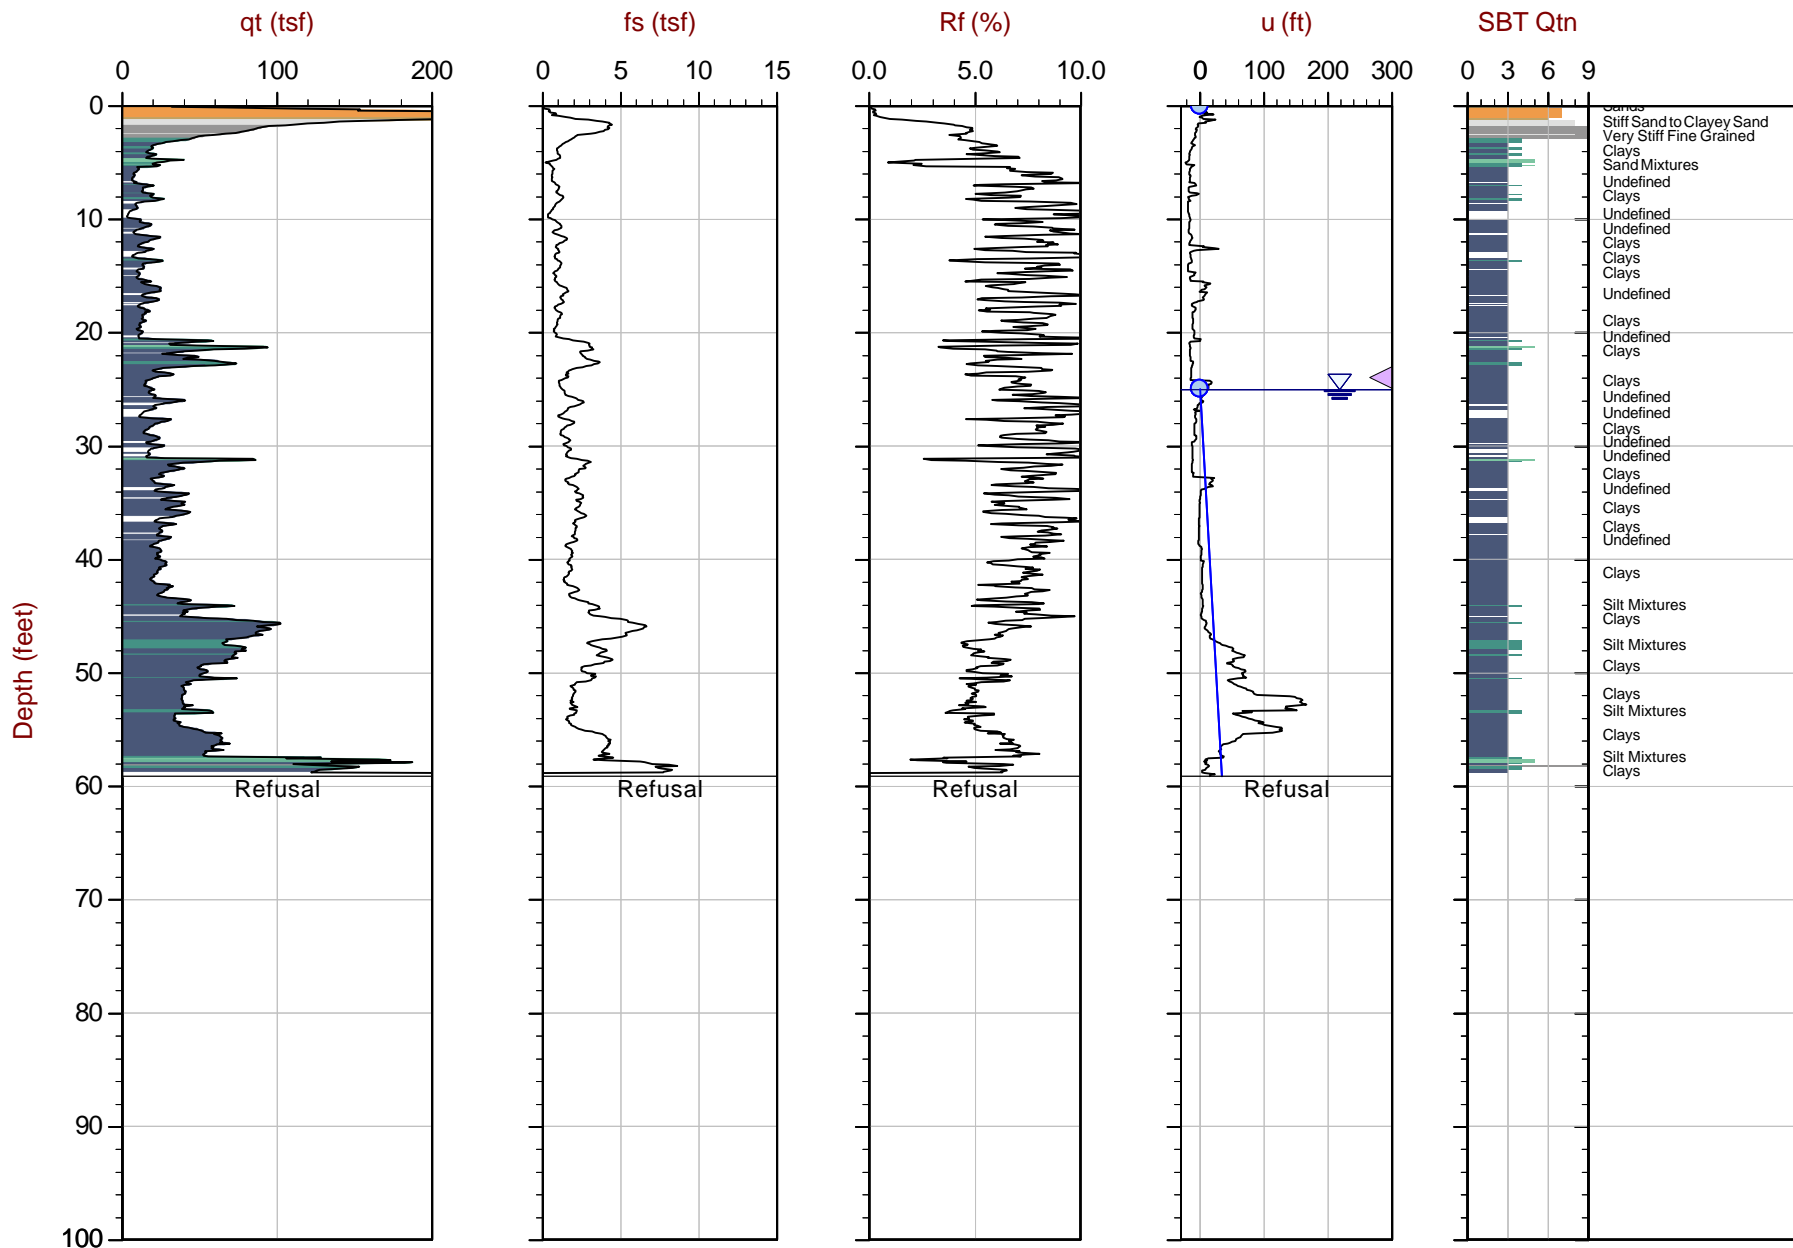 qt (tsf)
fs (tsf)
Rf (%)
u (ft)
SBT Qtn
0 100 200
0 5 10 15
0.0 5.0 10.0
0 100 200 300
0 3 6 9
Depth (feet)
0
10
20
30
40
50
60
70
80
90
100
Sands
Stiff Sand to Clayey Sand
Very Stiff Fine Grained
Clays
Sand Mixtures
Undefined
Clays
Undefined
Undefined
Clays
Clays
Clays
Undefined
Clays
Undefined
Clays
Clays
Undefined
Undefined
Clays
Undefined
Undefined
Clays
Undefined
Clays
Clays
Undefined
Clays
Silt Mixtures
Clays
Silt Mixtures
Clays
Clays
Silt Mixtures
Clays
Silt Mixtures
Clays
Refusal
Refusal
Refusal
Refusal